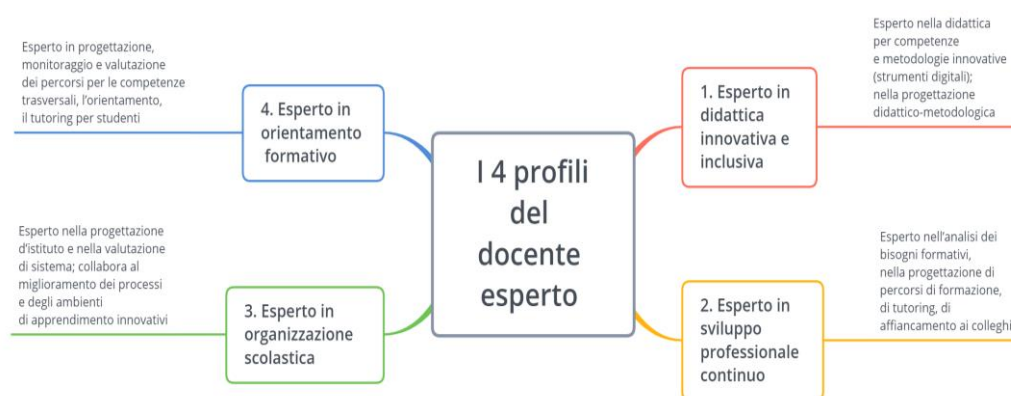 I 4 profili
del
docente
esperto
1. Esperto in
didattica
innovativa e
inclusiva
Esperto nella didattica
per competenze
e metodologie innovative
(strumenti digitali);
nella progettazione
didattico-metodologica
2. Esperto in
sviluppo
professionale
continuo
Esperto nell'analisi dei
bisogni formativi,
nella progettazione di
percorsi di formazione,
di tutoring, di
affiancamento ai colleghi
3. Esperto in
organizzazione
scolastica
Esperto nella progettazione
d'istituto e nella valutazione
di sistema; collabora al
miglioramento dei processi
e degli ambienti
di apprendimento innovativi
4. Esperto in
orientamento
formativo
Esperto in progettazione,
monitoraggio e valutazione
dei percorsi per le competenze
trasversali, l'orientamento,
il tutoring per studenti